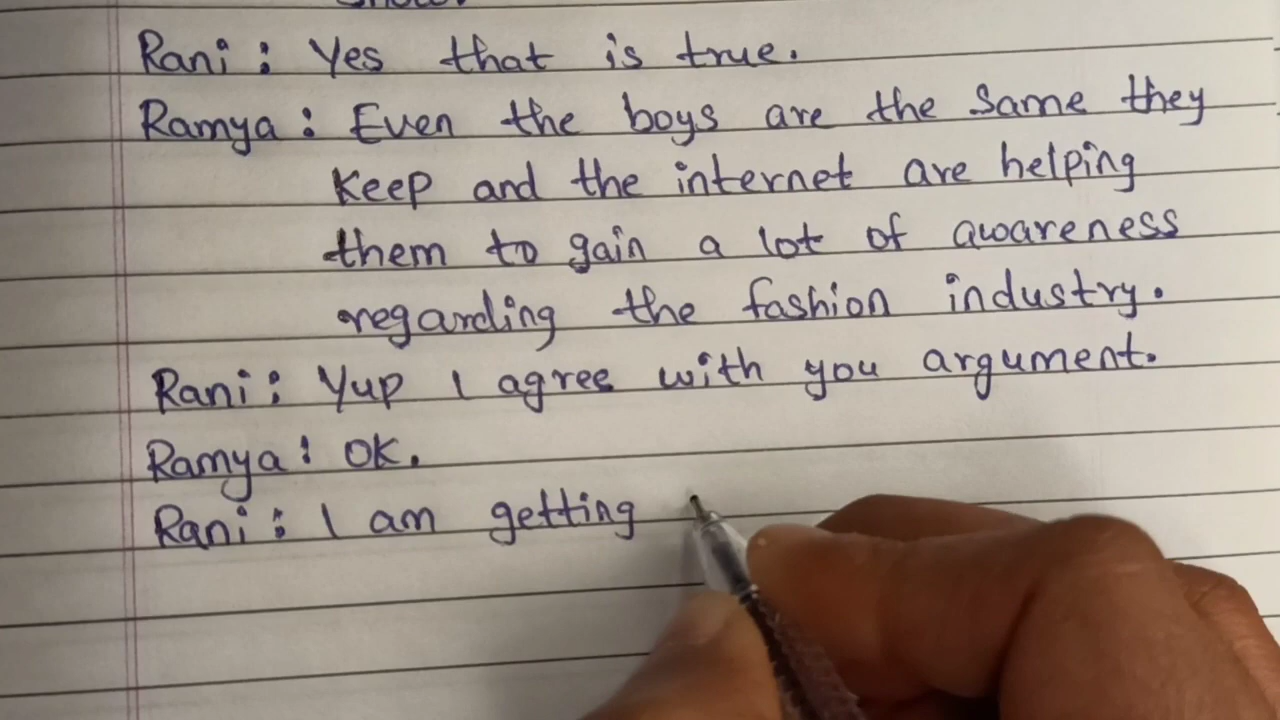 Rani : Yes that is true.
Ramya : Even the boys are the same they
Keep and the internet are helping
them to gain a lot of awareness
regarding the fashion industry.
Rani : Yup I agree with you argument.
Ramya : OK.
Rani : I am getting